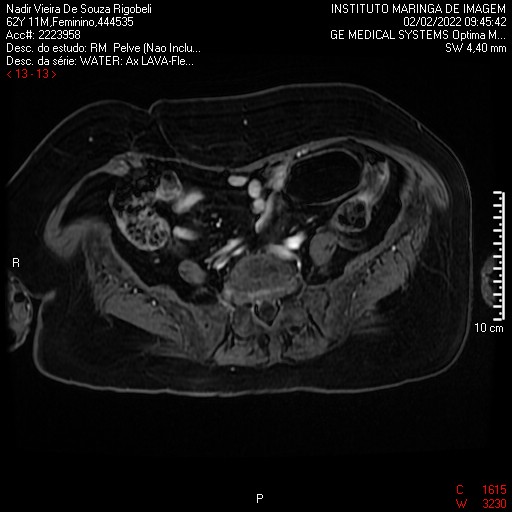 Nadir Vieira De Souza Rigobeli
62Y 11M,Feminino,444535
Acc#: 2223958
Desc. do estudo: RM Pelve (Nao Inclu...
Desc. da série: WATER: Ax LAVA-Fle...
< 13 - 13 >
INSTITUTO MARINGA DE IMAGEM
02/02/2022 09:45:42
GE MEDICAL SYSTEMS Optima M...
SW 4,40 mm
R
10 cm
P
C 1615
W 3230